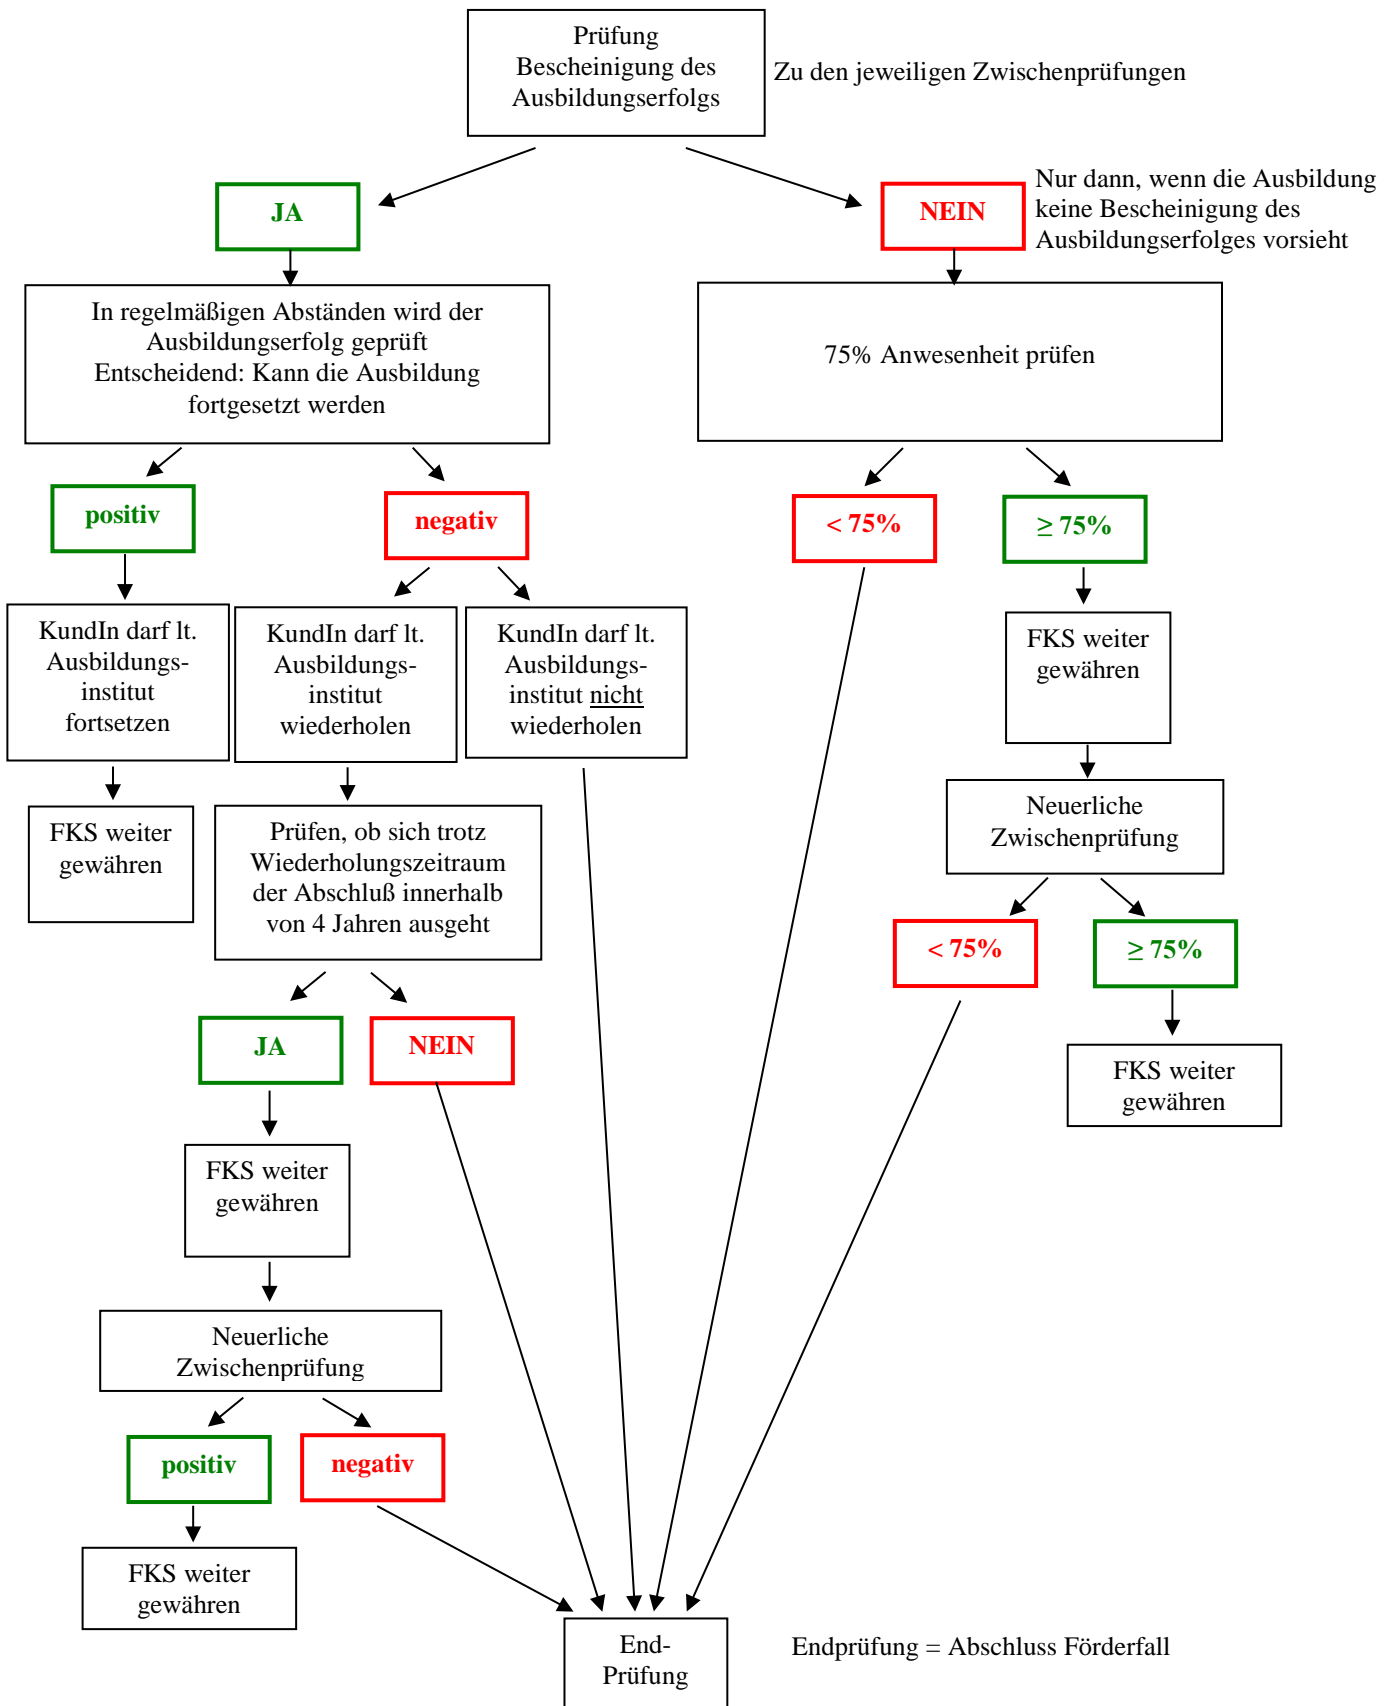 Prüfung
Bescheinigung des
Ausbildungserfolgs
Zu den jeweiligen Zwischenprüfungen
JA
NEIN
Nur dann, wenn die Ausbildung
keine Bescheinigung des
Ausbildungserfolges vorsieht
In regelmäßigen Abständen wird der
Ausbildungserfolg geprüft
Entscheidend: Kann die Ausbildung
fortgesetzt werden
75% Anwesenheit prüfen
positiv
negativ
< 75%
≥ 75%
KundIn darf lt.
Ausbildungs-
institut
fortsetzen
KundIn darf lt.
Ausbildungs-
institut
wiederholen
KundIn darf lt.
Ausbildungs-
institut nicht
wiederholen
FKS weiter
gewähren
FKS weiter
gewähren
Prüfen, ob sich trotz
Wiederholungszeitraum
der Abschluß innerhalb
von 4 Jahren ausgeht
Neuerliche
Zwischenprüfung
< 75%
≥ 75%
JA
NEIN
FKS weiter
gewähren
FKS weiter
gewähren
Neuerliche
Zwischenprüfung
positiv
negativ
FKS weiter
gewähren
End-
Prüfung
Endprüfung = Abschluss Förderfall